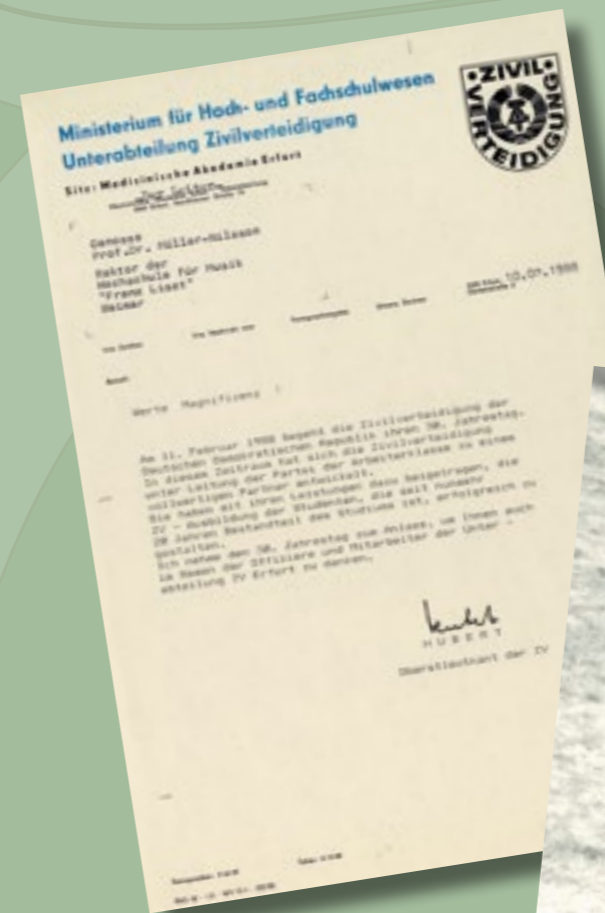 Ministerium für Hoch- und Fachschulwesen
Unterabteilung Zivilverteidigung
ZIVIL
VERTEIDIGUNG
Sitz: Medizinische Akademie Erfurt
Der Leiter
Genosse
Prof. Dr. Müller-Nilsson
Rektor der
Hochschule für Musik
"Franz Liszt"
Weimar
1988
Werte Magnifizenz !
Am 11. Februar 1988 begeht die Zivilverteidigung der
Deutschen Demokratischen Republik ihren 30. Jahrestag.
In diesem Zeitraum hat sich die Zivilverteidigung
unter Leitung der Partei der Arbeiterklasse zu einem
vollwertigen Partner entwickelt.
Sie haben mit ihren Leistungen dazu beigetragen, die
ZV - Ausbildung der Studenten, die seit nunmehr
20 Jahren Bestandteil des Studiums ist, erfolgreich zu
gestalten.
Ich nehme den 30. Jahrestag zum Anlass, um Ihnen auch
im Namen der Offiziere und Mitarbeiter der Unter -
abteilung ZV Erfurt zu danken.
HUBERT
Oberstleutnant der ZV